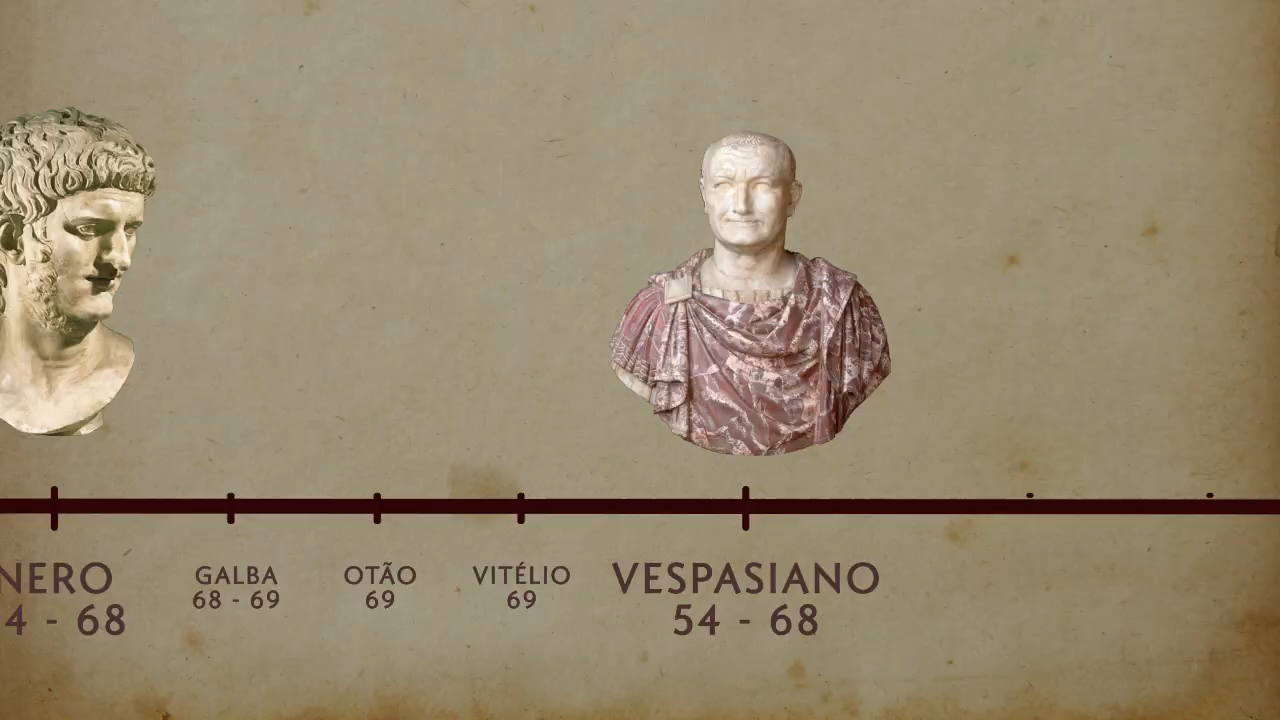 NERO
4 - 68
GALBA
68 - 69
OTÃO
69
VITÉLIO
69
VESPASIANO
54 - 68